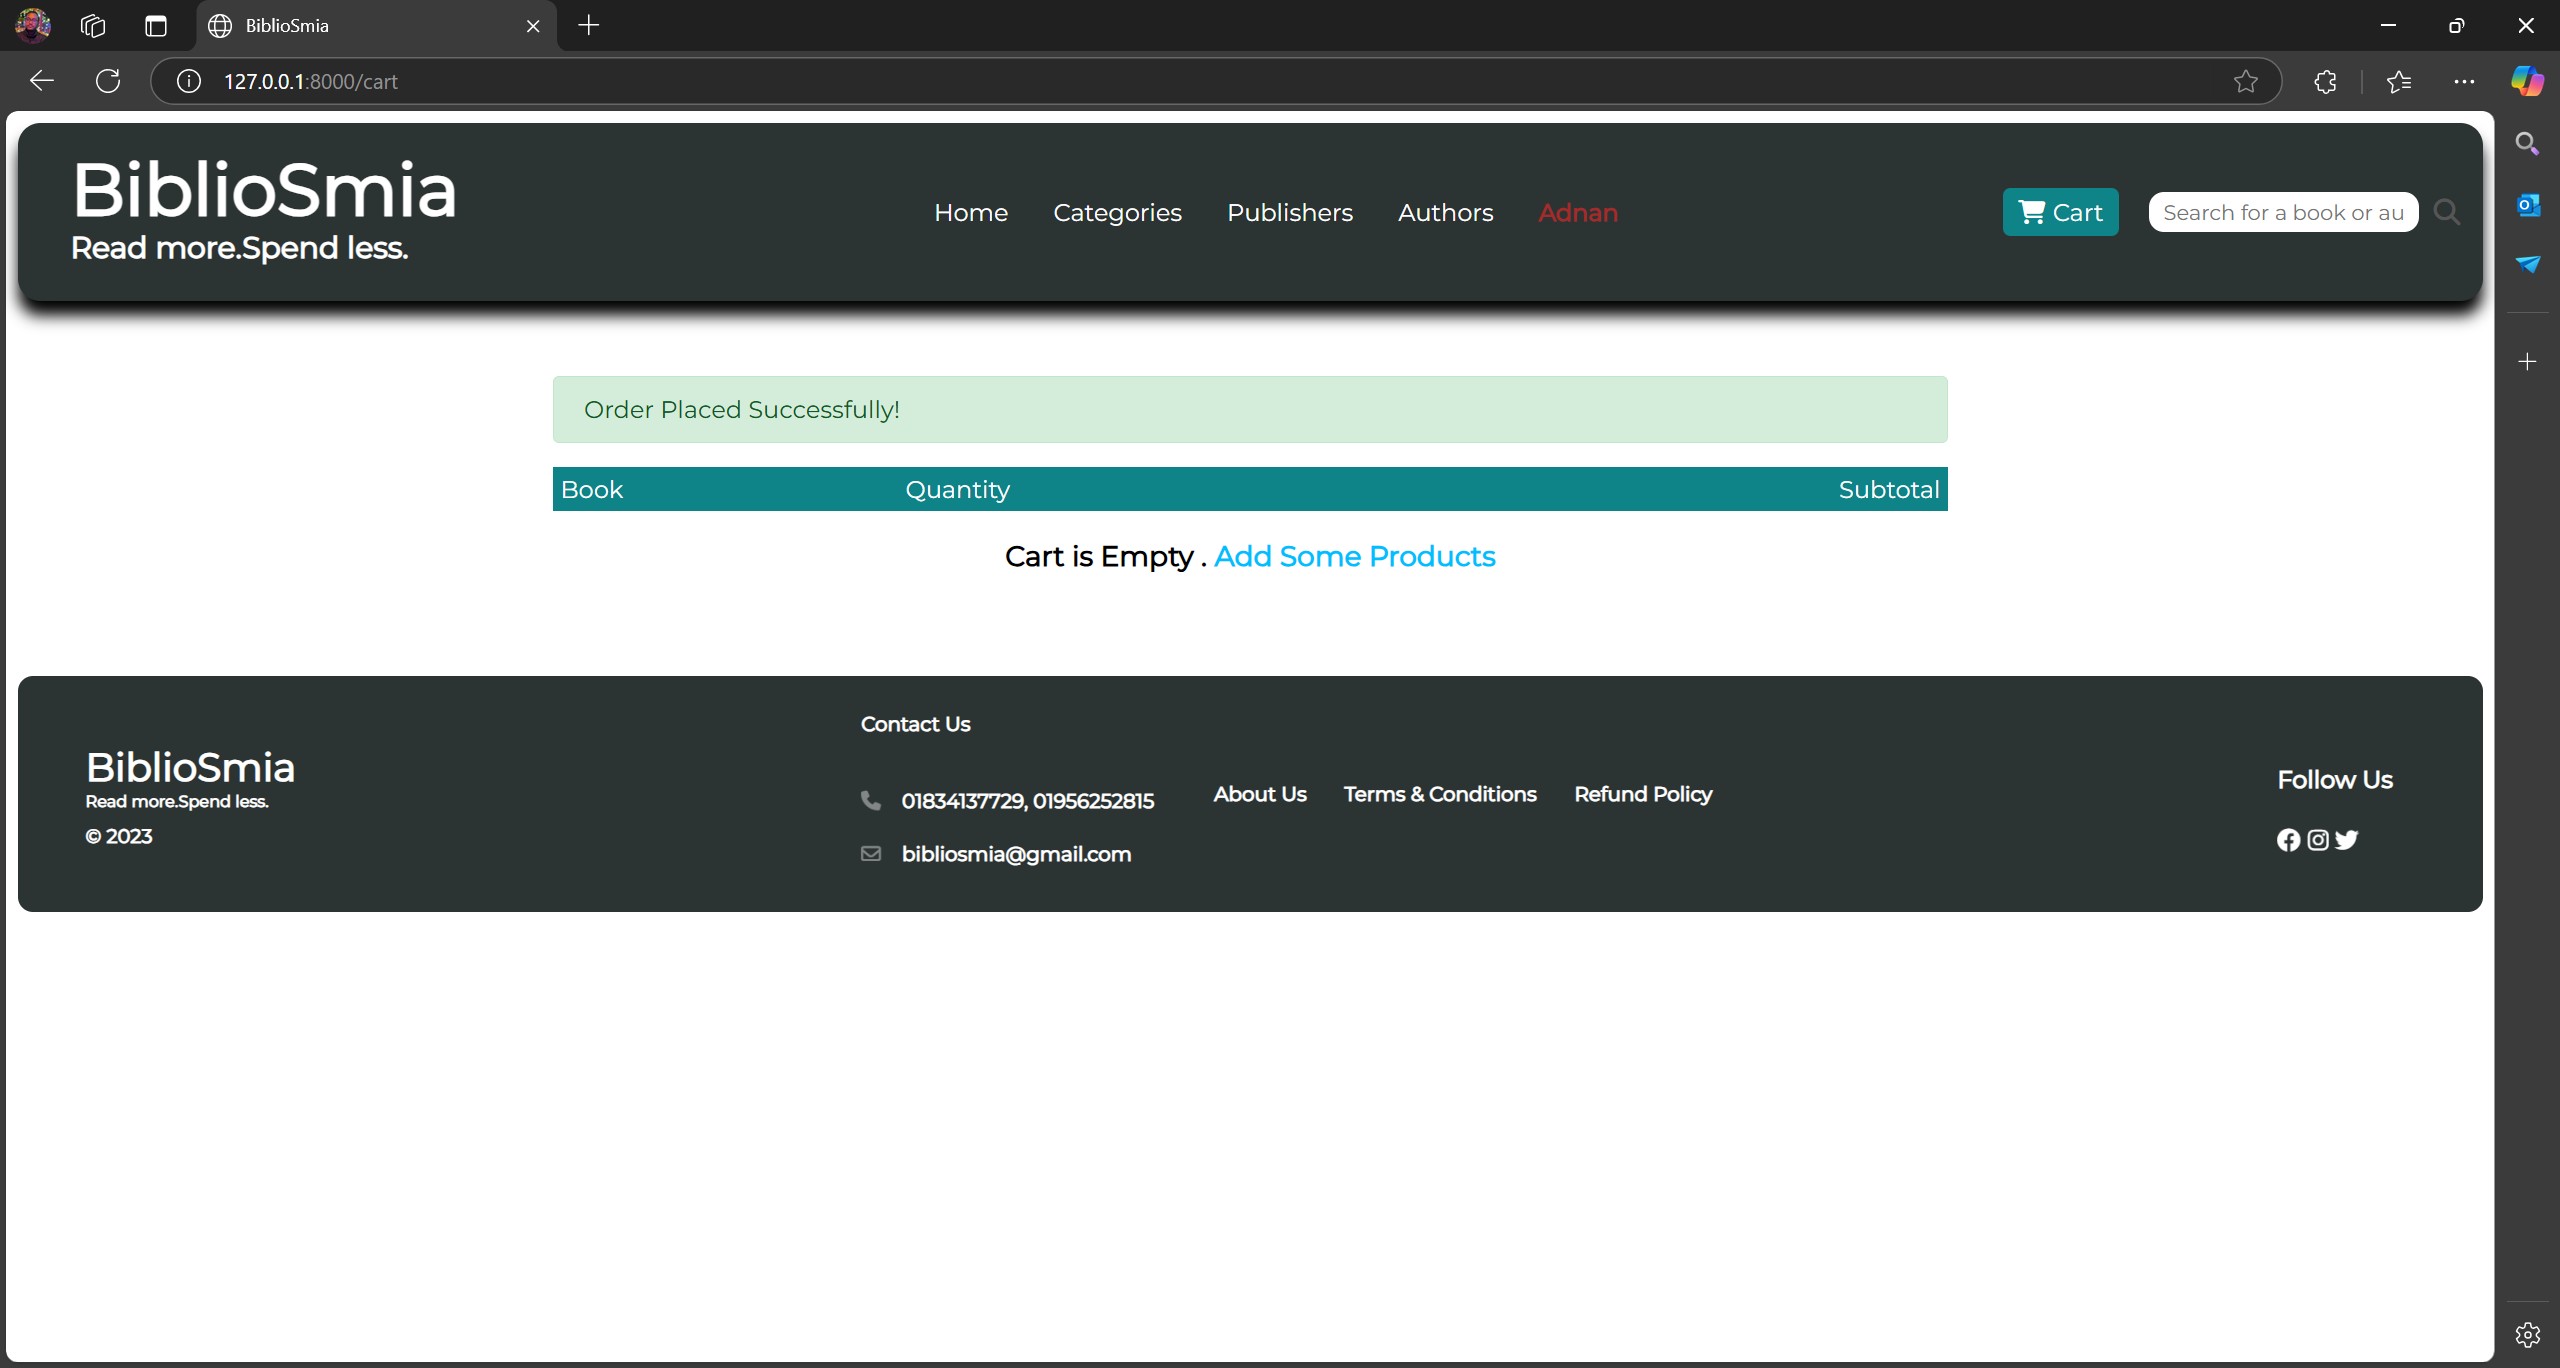 BiblioSmia
127.0.0.1:8000/cart
BiblioSmia
Read more.Spend less.
Home Categories Publishers Authors Adnan
Cart
Search for a book or au
Order Placed Successfully!
Book Quantity Subtotal
Cart is Empty . Add Some Products
BiblioSmia
Read more.Spend less.
© 2023
Contact Us
01834137729, 01956252815
bibliosmia@gmail.com
About Us Terms & Conditions Refund Policy
Follow Us